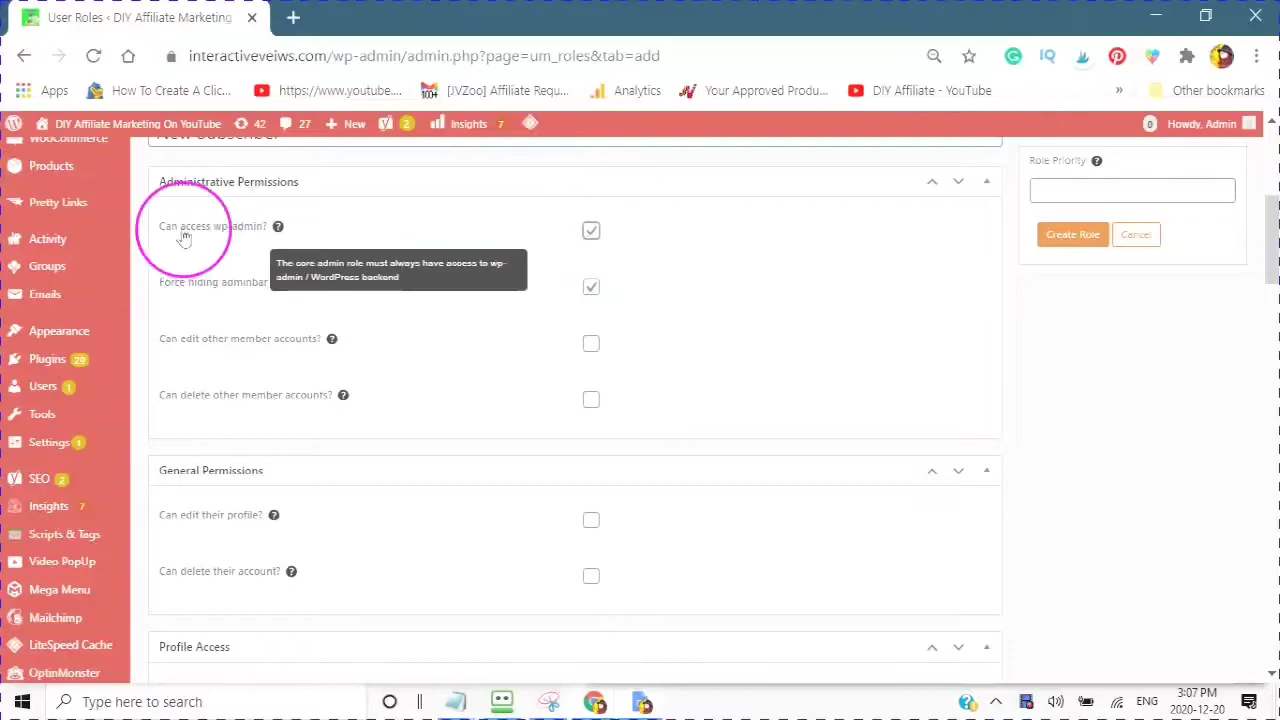 User Roles ‹ DIY Affiliate Marketing
interactiveveiws.com/wp-admin/admin.php?page=um_roles&tab=add
Apps
How To Create A Clic...
https://www.youtube....
[JVZoo] Affiliate Requ...
Analytics
Your Approved Produ...
DIY Affiliate - YouTube
»
Other bookmarks
DIY Affiliate Marketing On YouTube
42
27
New
2
Insights 7
0
Howdy, Admin
WooCommerce
Products
Pretty Links
Activity
Groups
Emails
Appearance
Plugins 29
Users 1
Tools
Settings 1
SEO 2
Insights 7
Scripts & Tags
Video PopUp
Mega Menu
Mailchimp
LiteSpeed Cache
OptinMonster
New Subscriber
Administrative Permissions
Can access wp-admin?
The core admin role must always have access to wp-
admin / WordPress backend
Force hiding adminbar
Can edit other member accounts?
Can delete other member accounts?
General Permissions
Can edit their profile?
Can delete their account?
Profile Access
Role Priority
Create Role
Cancel
Type here to search
ENG
3:07 PM
2020-12-20